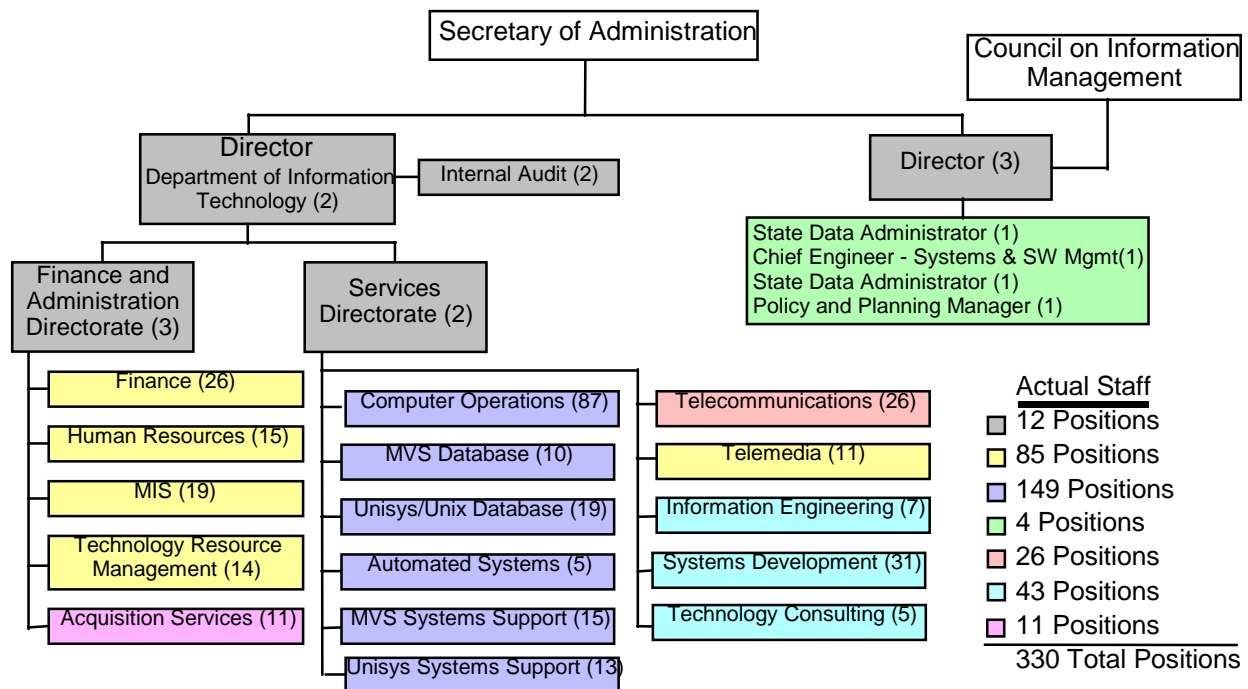 Secretary of Administration
Council on Information
Management
Director
Department of Information
Technology (2)
Internal Audit (2)
Director (3)
State Data Administrator (1)
Chief Engineer - Systems & SW Mgmt(1)
State Data Administrator (1)
Policy and Planning Manager (1)
Finance and
Administration
Directorate (3)
Services
Directorate (2)
Finance (26)
Human Resources (15)
MIS (19)
Technology Resource
Management (14)
Acquisition Services (11)
Computer Operations (87)
MVS Database (10)
Unisys/Unix Database (19)
Automated Systems (5)
MVS Systems Support (15)
Unisys Systems Support (13)
Telecommunications (26)
Telemedia (11)
Information Engineering (7)
Systems Development (31)
Technology Consulting (5)
Actual Staff
12 Positions
85 Positions
149 Positions
4 Positions
26 Positions
43 Positions
11 Positions
330 Total Positions